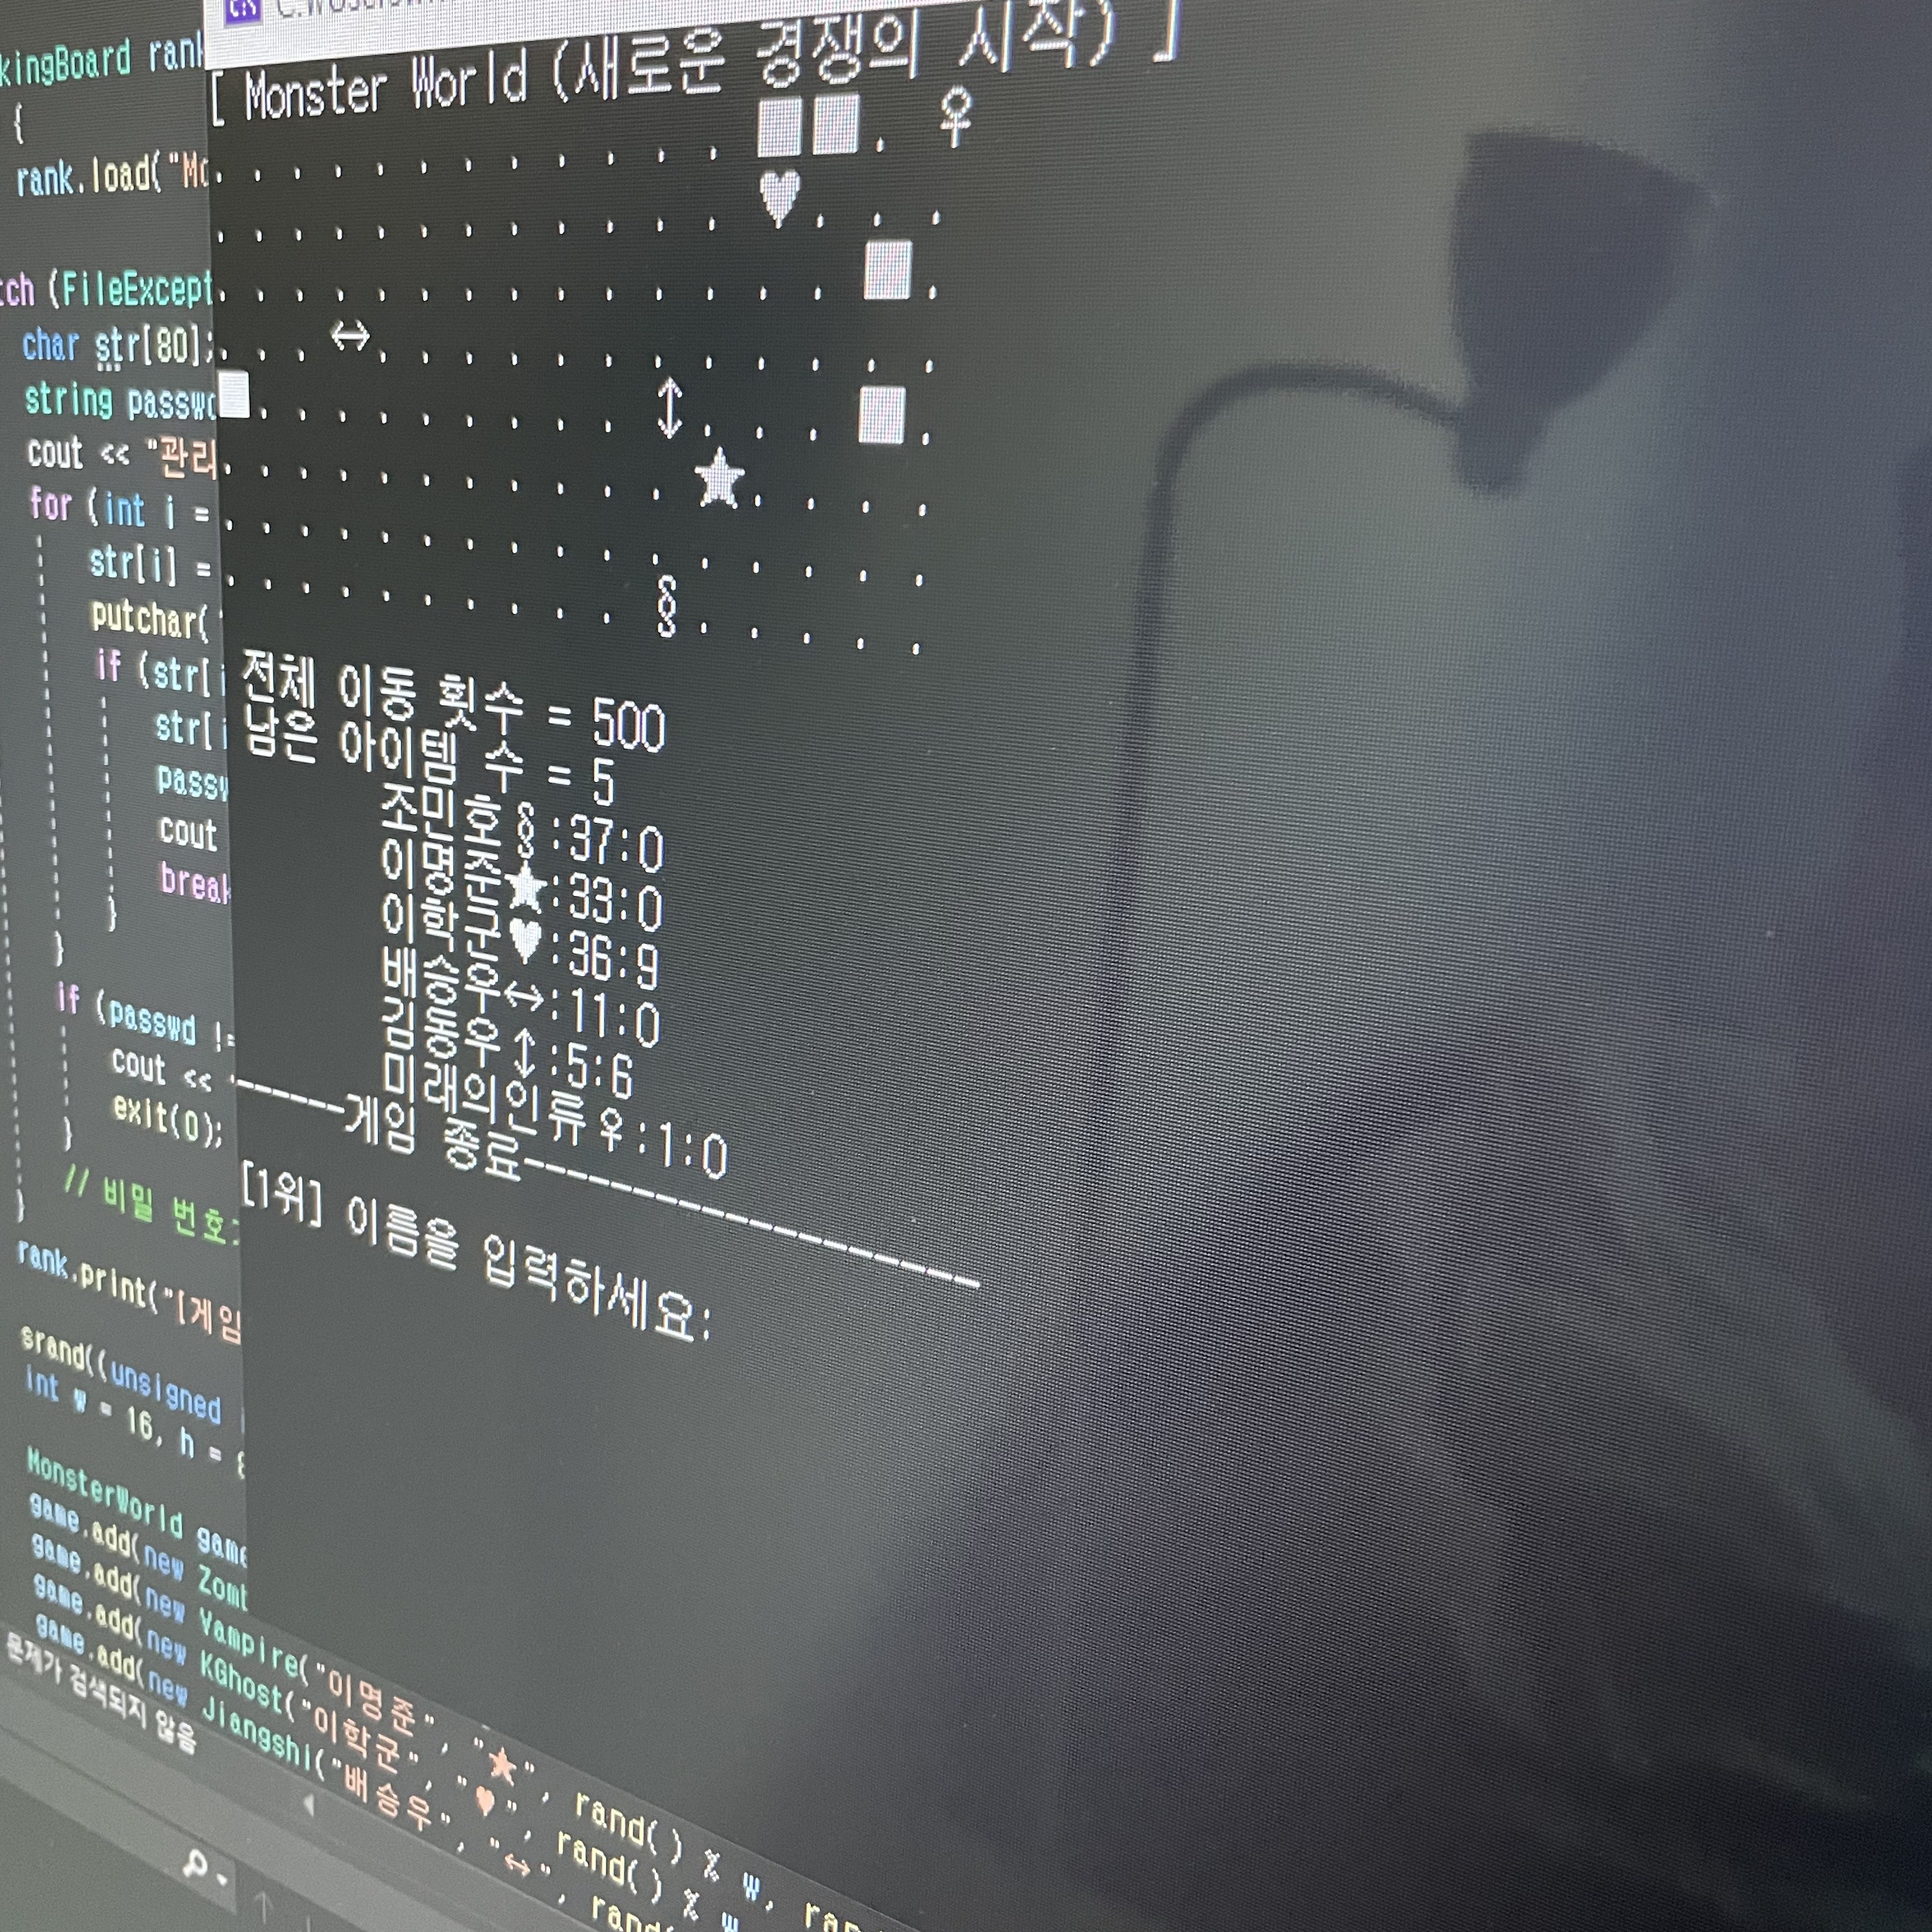 [ Monster World (새로운 경쟁의 시작) ]
. . . . . . . . . . . . ■■. ♀
. . . . . . . . . . . . ♥. . .
. . . . . . . . . . . . . . ■.
. . . ↔. . . . . . . . . . . .
■. . . . . . . . . ↕. . . ■.
. . . . . . . . . . . ★. . . .
. . . . . . . . . . . . . . . .
. . . . . . . . . . §. . . . .
전체 이동 횟수 = 500
남은 아이템 수 = 5
조민호§:37:0
이명준★:33:0
이학군♥:36:9
배승우↔:11:0
김동우↕:5:6
미래의인류♀:1:0
------게임 종료--------------------
[1위] 이름을 입력하세요:
kingBoard rank
{
rank.load("Mo
tch (FileExcept
char str[80];
string passwd
cout << "관리
for (int i =
str[i] =
putchar('
if (str[i
str[i
passw
cout
break
}
}
if (passwd !=
cout <<
exit(0);
}
// 비밀 번호
}
rank.print("[게임
srand((unsigned
int w = 16, h = 8
MonsterWorld game
game.add(new Zomb
game.add(new Vampire("이명준", "★", rand() % w, ran
game.add(new KGhost("이학군", "♥", rand() % w
game.add(new Jiangshi("배승우", "↔", rand(
문제가 검색되지 않음